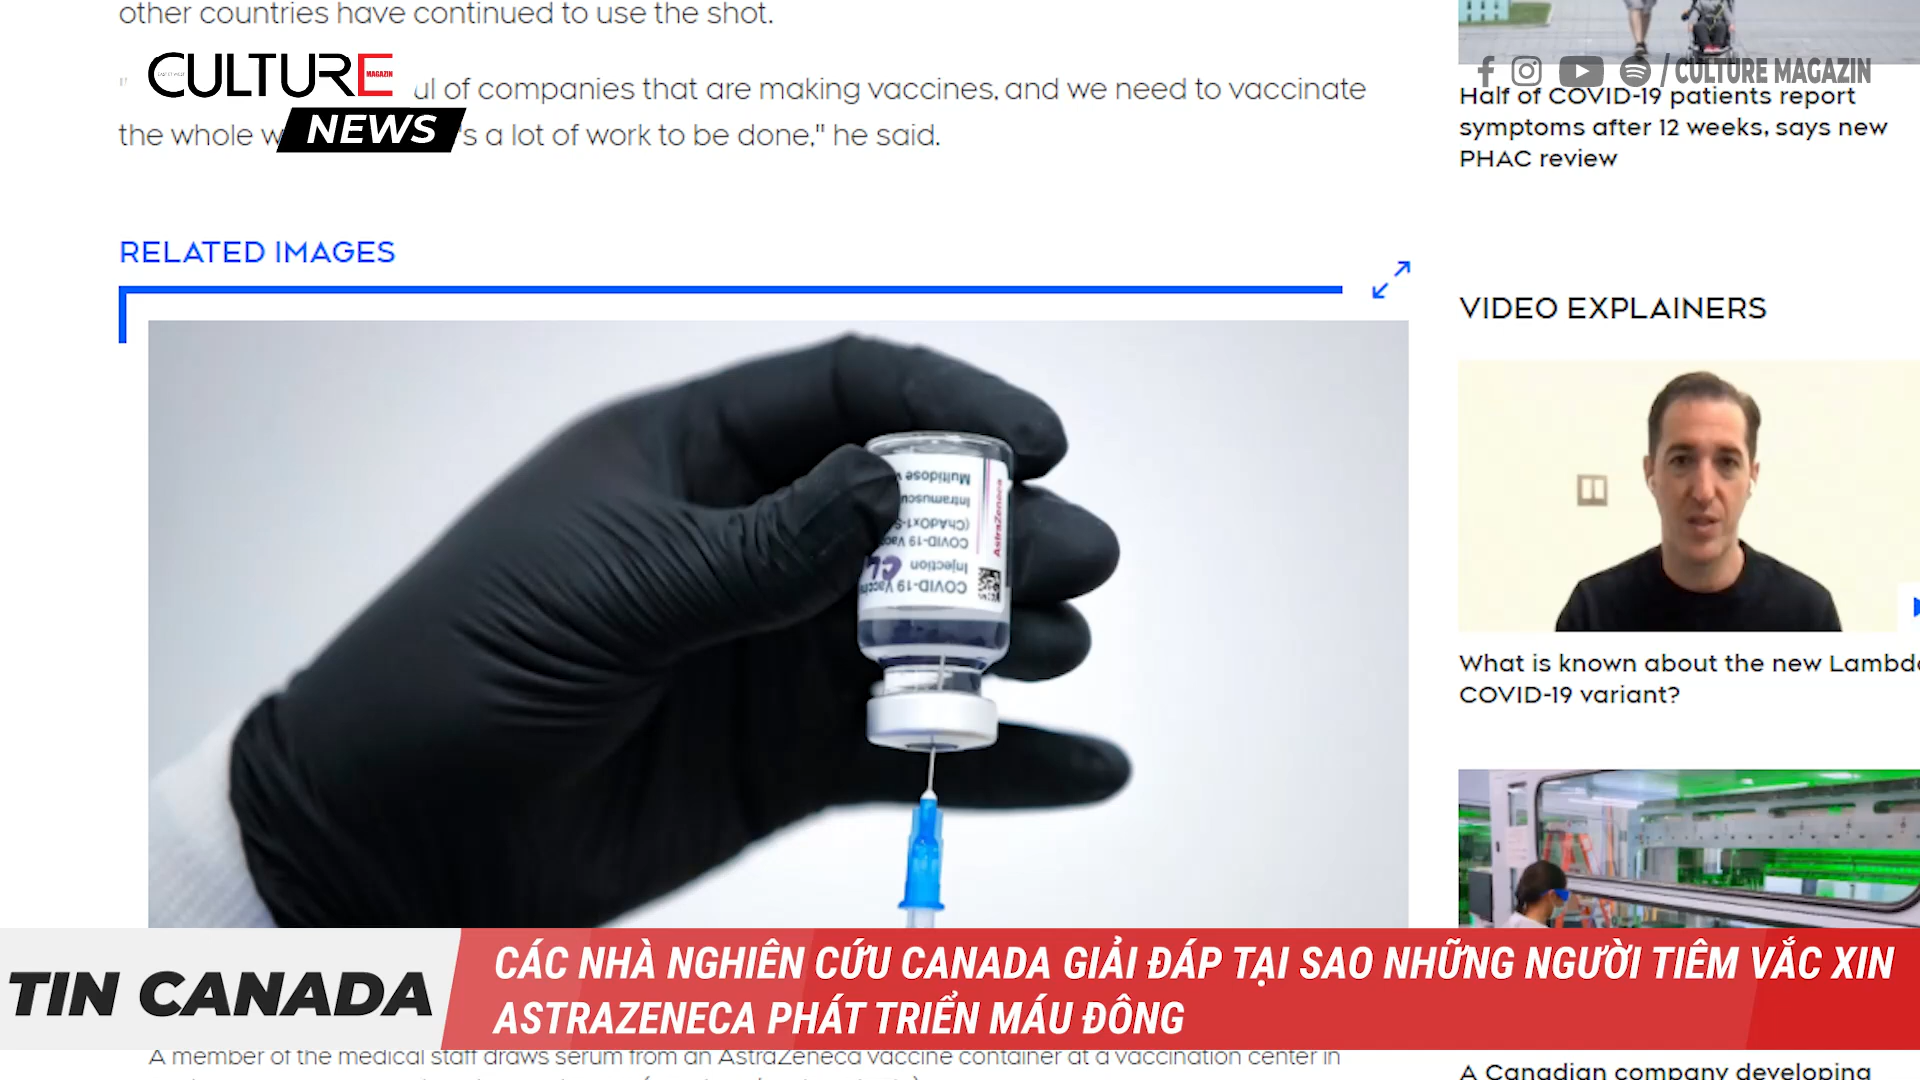 other countries have continued to use the shot.
CULTURE
MAGAZIN
NEWS
ul of companies that are making vaccines, and we need to vaccinate
the whole w 's a lot of work to be done," he said.
/ CULTURE MAGAZIN
Half of COVID-19 patients report
symptoms after 12 weeks, says new
PHAC review
RELATED IMAGES
VIDEO EXPLAINERS
COVID-19 Vaccine
Injection
COVID-19 Vacc
(ChAdOx1-S
Intramuscul
Multidose v
AstraZeneca
What is known about the new Lambda
COVID-19 variant?
TIN CANADA
CÁC NHÀ NGHIÊN CỨU CANADA GIẢI ĐÁP TẠI SAO NHỮNG NGƯỜI TIÊM VẮC XIN
ASTRAZENECA PHÁT TRIỂN MÁU ĐÔNG
A member of the medical staff draws serum from an AstraZeneca vaccine container at a vaccination center in
A Canadian company developing